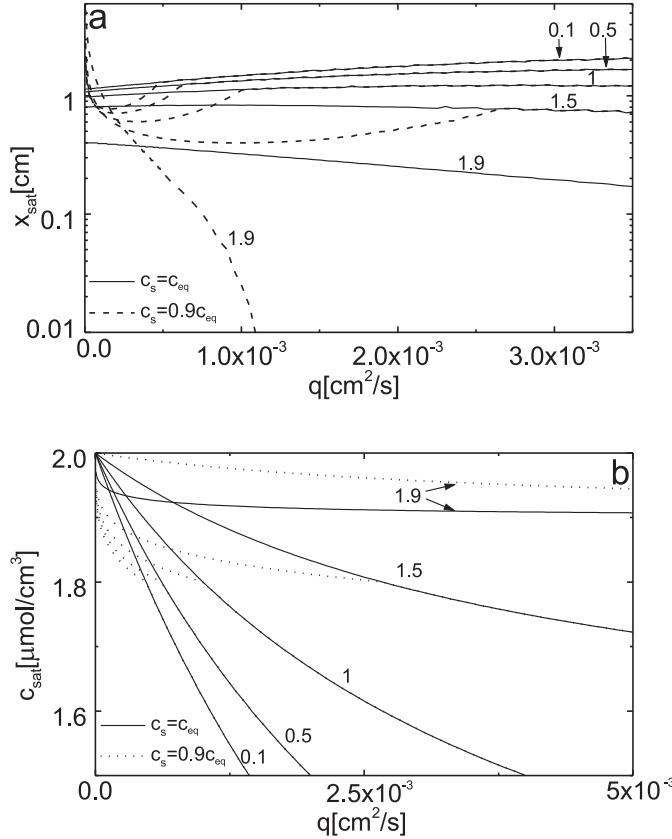 a
0.1
0.5
1
1.5
1.9
1.9
x_sat[cm]
1
0.1
0.01
c_s=c_eq
c_s=0.9c_eq
0.0
1.0x10^-3
2.0x10^-3
3.0x10^-3
q[cm^2/s]
b
2.0
1.8
1.6
c_sat[μmol/cm^3]
1.9
1.5
1
0.5
0.1
c_s=c_eq
c_s=0.9c_eq
0.0
2.5x10^-3
5x10^-3
q[cm^2/s]